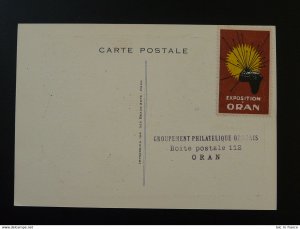 CARTE POSTALE
EXPOSITION
ORAN
GROUPEMENT PHILATELIQUE ORANAIS
Boite postale 112
ORAN